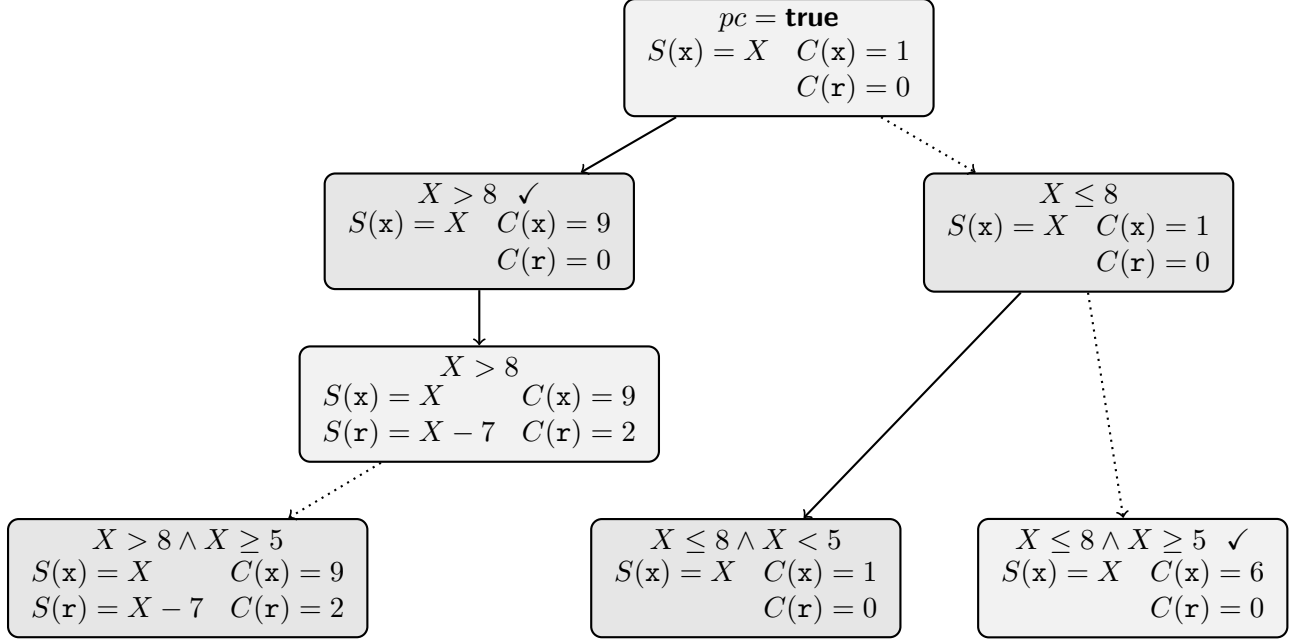 pc = true
S(x) = X C(x) = 1
C(r) = 0
X > 8 ✓
S(x) = X C(x) = 9
C(r) = 0
X ≤ 8
S(x) = X C(x) = 1
C(r) = 0
X > 8
S(x) = X C(x) = 9
S(r) = X − 7 C(r) = 2
X > 8 ∧ X ≥ 5
S(x) = X C(x) = 9
S(r) = X − 7 C(r) = 2
X ≤ 8 ∧ X < 5
S(x) = X C(x) = 1
C(r) = 0
X ≤ 8 ∧ X ≥ 5 ✓
S(x) = X C(x) = 6
C(r) = 0